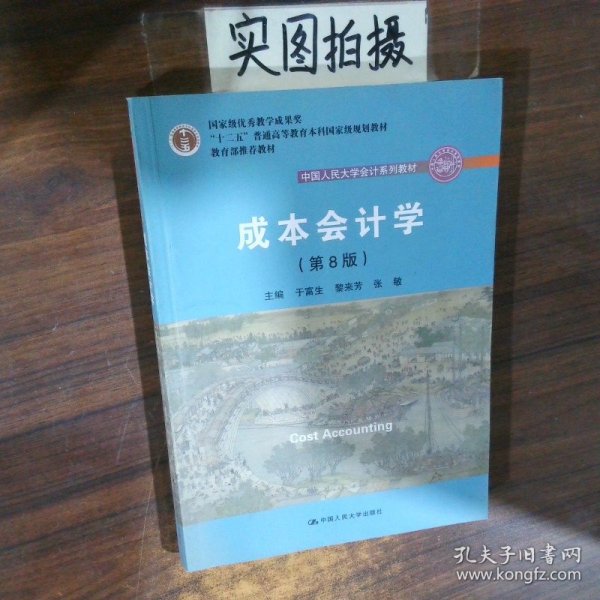 实图拍摄
国家级优秀教学成果奖
“十二五”普通高等教育本科国家级规划教材
教育部推荐教材
中国人民大学会计系列教材
成本会计学
（第8版）
主编 于富生 黎来芳 张 敏
Cost Accounting
中国人民大学出版社
孔夫子旧书网
www.kongfz.com